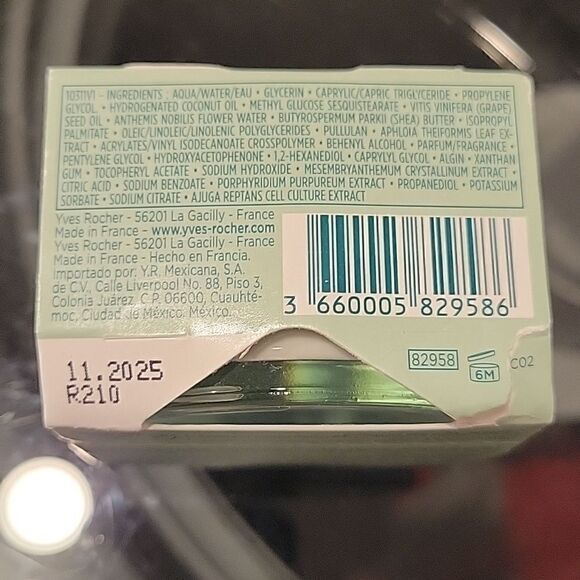 10311V1 - INGREDIENTS : AQUA/WATER/EAU • GLYCERIN • CAPRYLIC/CAPRIC TRIGLYCERIDE • PROPYLENE
GLYCOL • HYDROGENATED COCONUT OIL • METHYL GLUCOSE SESQUISTEARATE • VITIS VINIFERA (GRAPE)
SEED OIL • ANTHEMIS NOBILIS FLOWER WATER • BUTYROSPERMUM PARKII (SHEA) BUTTER • ISOPROPYL
PALMITATE • OLEIC/LINOLEIC/LINOLENIC POLYGLYCERIDES • PULLULAN • APHLOIA THEIFORMIS LEAF EX-
TRACT • ACRYLATES/VINYL ISODECANOATE CROSSPOLYMER • BEHENYL ALCOHOL • PARFUM/FRAGRANCE
PENTYLENE GLYCOL • HYDROXYACETOPHENONE • 1,2-HEXANEDIOL • CAPRYLYL GLYCOL • ALGIN • XANTHAN
GUM • TOCOPHERYL ACETATE • SODIUM HYDROXIDE • MESEMBRYANTHEMUM CRYSTALLINUM EXTRACT
CITRIC ACID • SODIUM BENZOATE • PORPHYRIDIUM PURPUREUM EXTRACT • PROPANEDIOL • POTASSIUM
SORBATE • SODIUM CITRATE • AJUGA REPTANS CELL CULTURE EXTRACT
Yves Rocher - 56201 La Gacilly - France
Made in France - www.yves-rocher.com
Yves Rocher - 56201 La Gacilly - France
Made in France - Hecho en Francia.
Importado por: Y.R. Mexicana, S.A.
de C.V., Calle Liverpool No. 88, Piso 3,
Colonia Juárez, C.P. 06600, Cuauhté-
moc, Ciudad de México. México.
3 660005 829586
82958
6M
C02
11.2025
R210